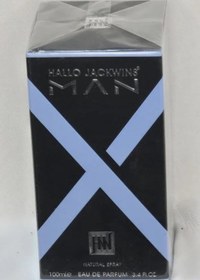 HALLO JACKWINS
MAN
NATURAL SPRAY
100ml e EAU DE PARFUM 3.4 FL.OZ